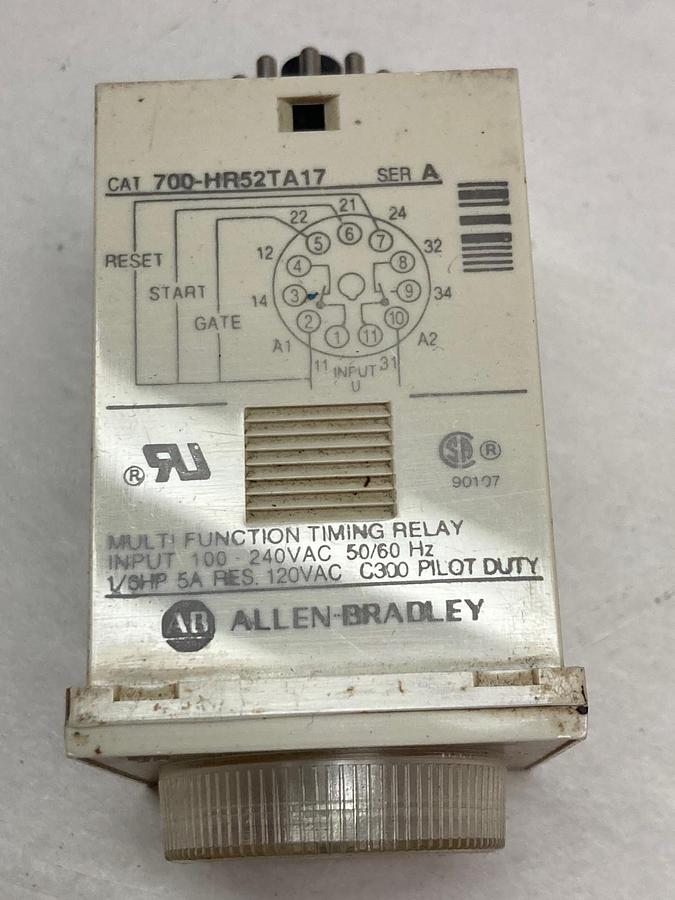 CAT 700-HR52TA17 SER A
21
22 24
RESET 5 6 7
12 4 8 32
START 14 3 9 34
GATE 2 1 11 10
A1 A2
11 INPUT 31
U
® RU ®
90107
MULTI FUNCTION TIMING RELAY
INPUT 100 - 240VAC 50/60 Hz
1/6HP 5A RES. 120VAC C300 PILOT DUTY
AB ALLEN-BRADLEY